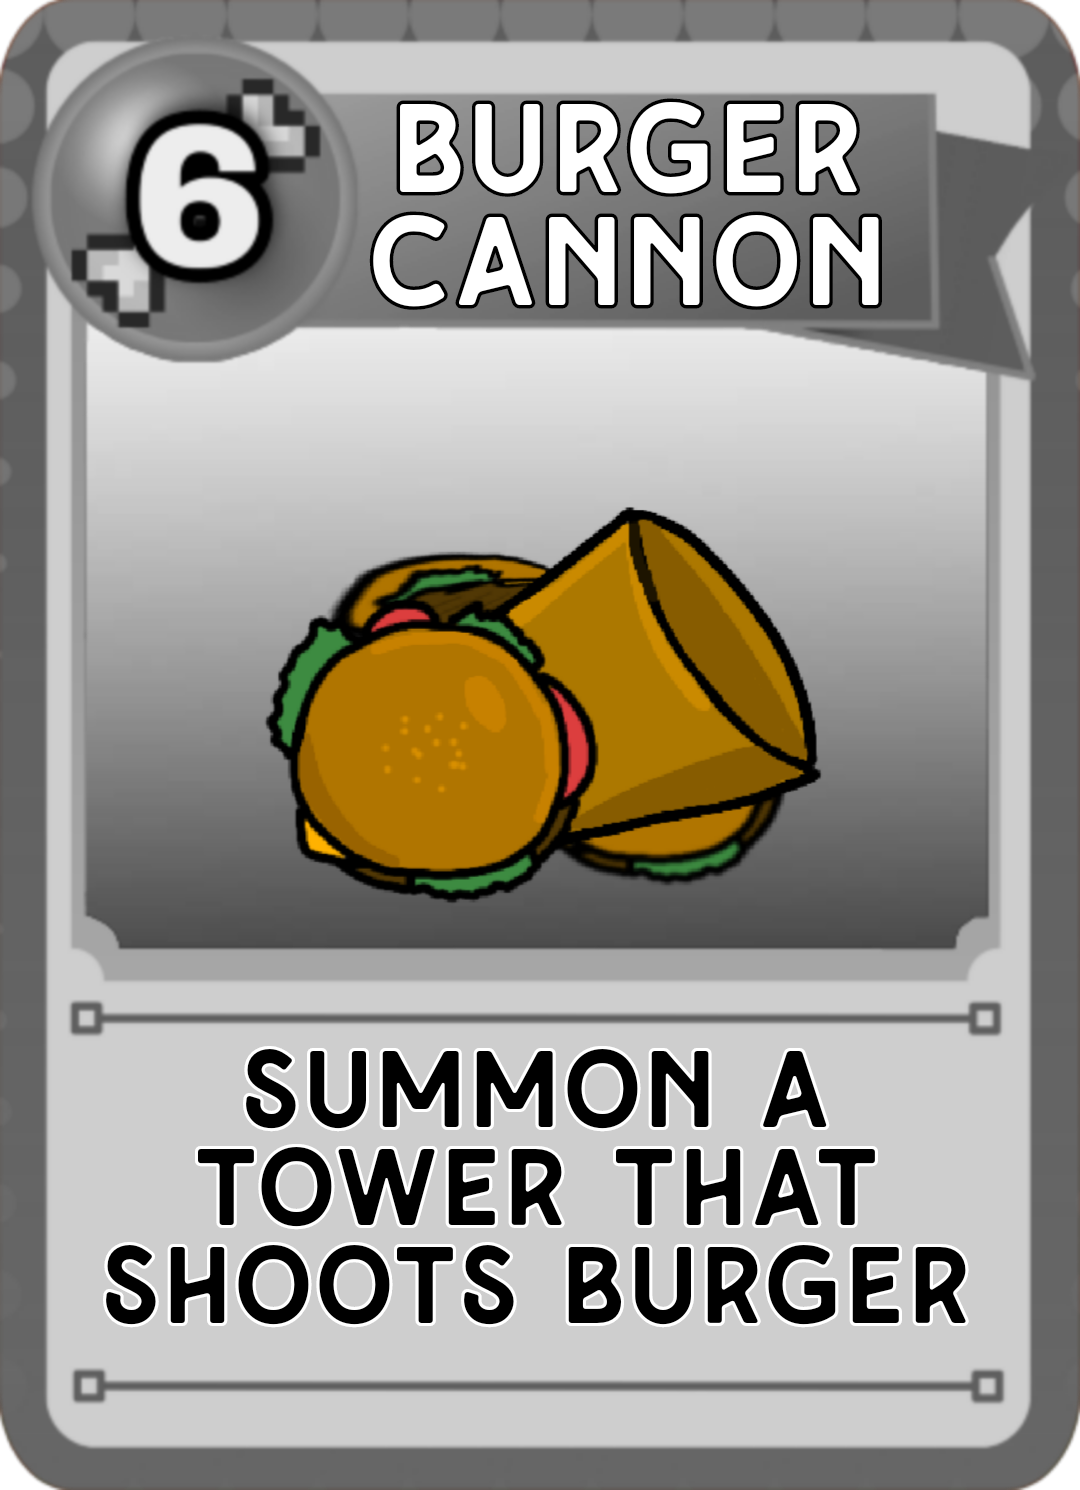 6
BURGER
CANNON
SUMMON A
TOWER THAT
SHOOTS BURGER